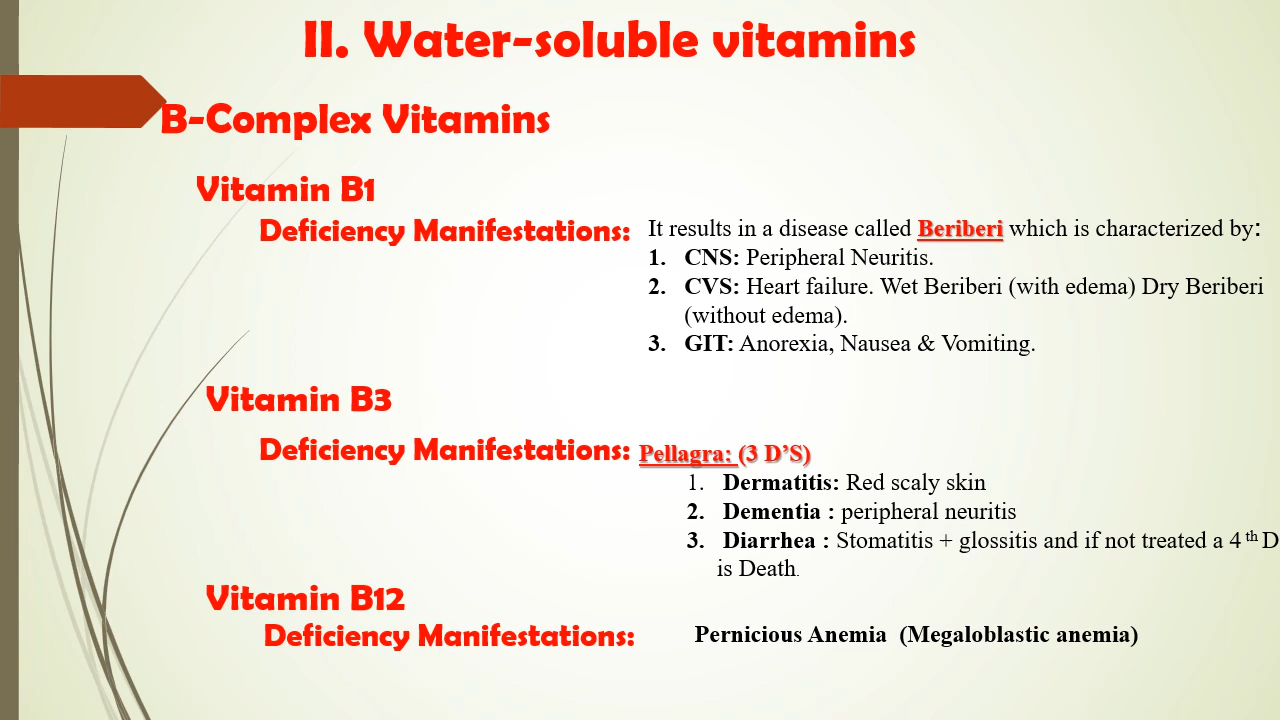 II. Water-soluble vitamins
B-Complex Vitamins
Vitamin B1
Deficiency Manifestations:
It results in a disease called Beriberi which is characterized by:
1. CNS: Peripheral Neuritis.
2. CVS: Heart failure. Wet Beriberi (with edema) Dry Beriberi
(without edema).
3. GIT: Anorexia, Nausea & Vomiting.
Vitamin B3
Deficiency Manifestations:
Pellagra: (3 D’S)
1. Dermatitis: Red scaly skin
2. Dementia : peripheral neuritis
3. Diarrhea : Stomatitis + glossitis and if not treated a 4 th D
is Death.
Vitamin B12
Deficiency Manifestations:
Pernicious Anemia (Megaloblastic anemia)